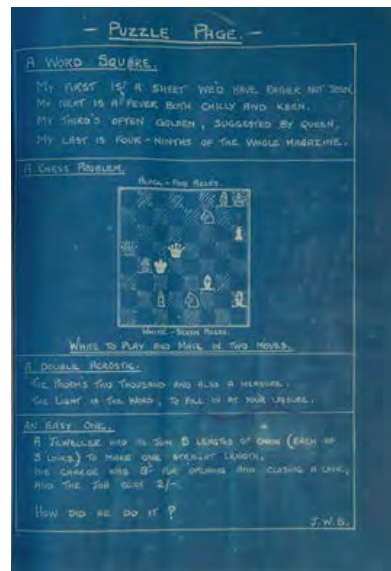 — PUZZLE PAGE. —
A WORD SQUARE.
MY FIRST IS A SHEET WE'D HAVE RATHER NOT SEEN.
MY NEXT IS A FEVER BOTH CHILLY AND KEEN.
MY THIRD'S OFTEN GOLDEN, SUGGESTED BY QUEEN,
MY LAST IS FOUR-NINTHS OF THE WHOLE MAGAZINE.
A CHESS PROBLEM.
BLACK – FIVE PIECES.
WHITE – SEVEN PIECES.
WHITE TO PLAY AND MATE IN TWO MOVES.
A DOUBLE ACROSTIC.
THE TWO THOUSAND AND ALSO A MEASURE.
THE LIGHT IS THE WORD, TO FILL IN AT YOUR LEISURE.
AN EASY ONE.
A JEWELLER HAD TO JOIN 5 LENGTHS OF CHAIN (EACH OF
3 LINKS) TO MAKE ONE STRAIGHT LENGTH.
HIS CHARGE WAS FOR OPENING AND CLOSING A LINK,
AND THE JOB COST 2/-
HOW DID HE DO IT?
J.W.S.